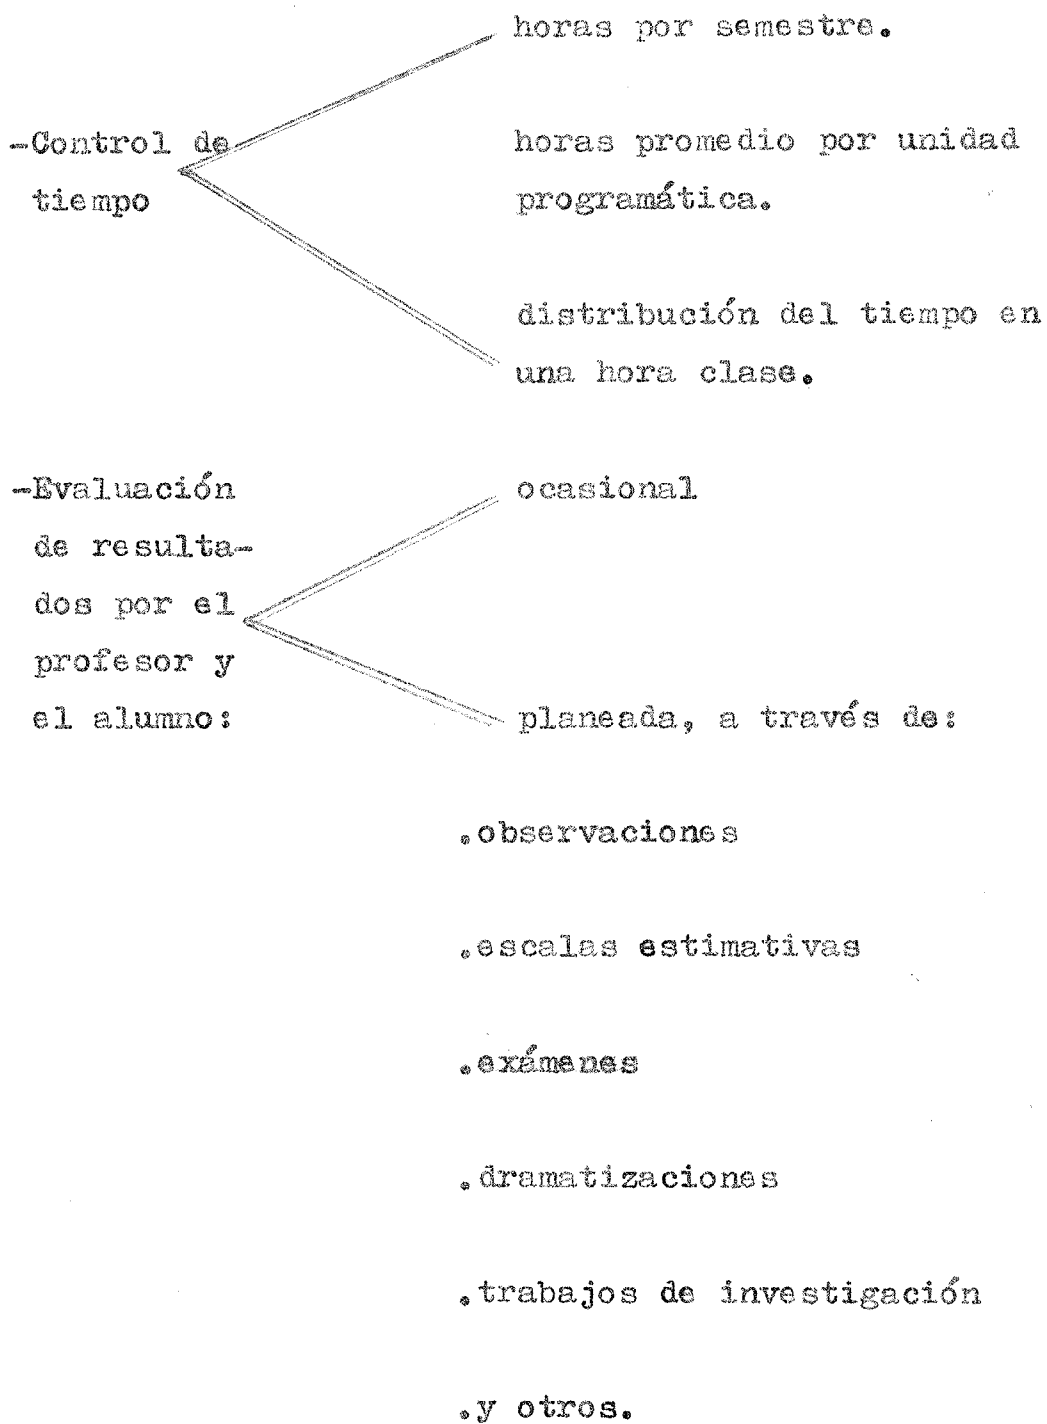 horas por semestre.
-Control de
tiempo
horas promedio por unidad
programática.
distribución del tiempo en
una hora clase.
-Evaluación
de resulta-
dos por el
profesor y
el alumno:
ocasional
planeada, a través de:
.observaciones
.escalas estimativas
.exámenes
.dramatizaciones
.trabajos de investigación
.y otros.